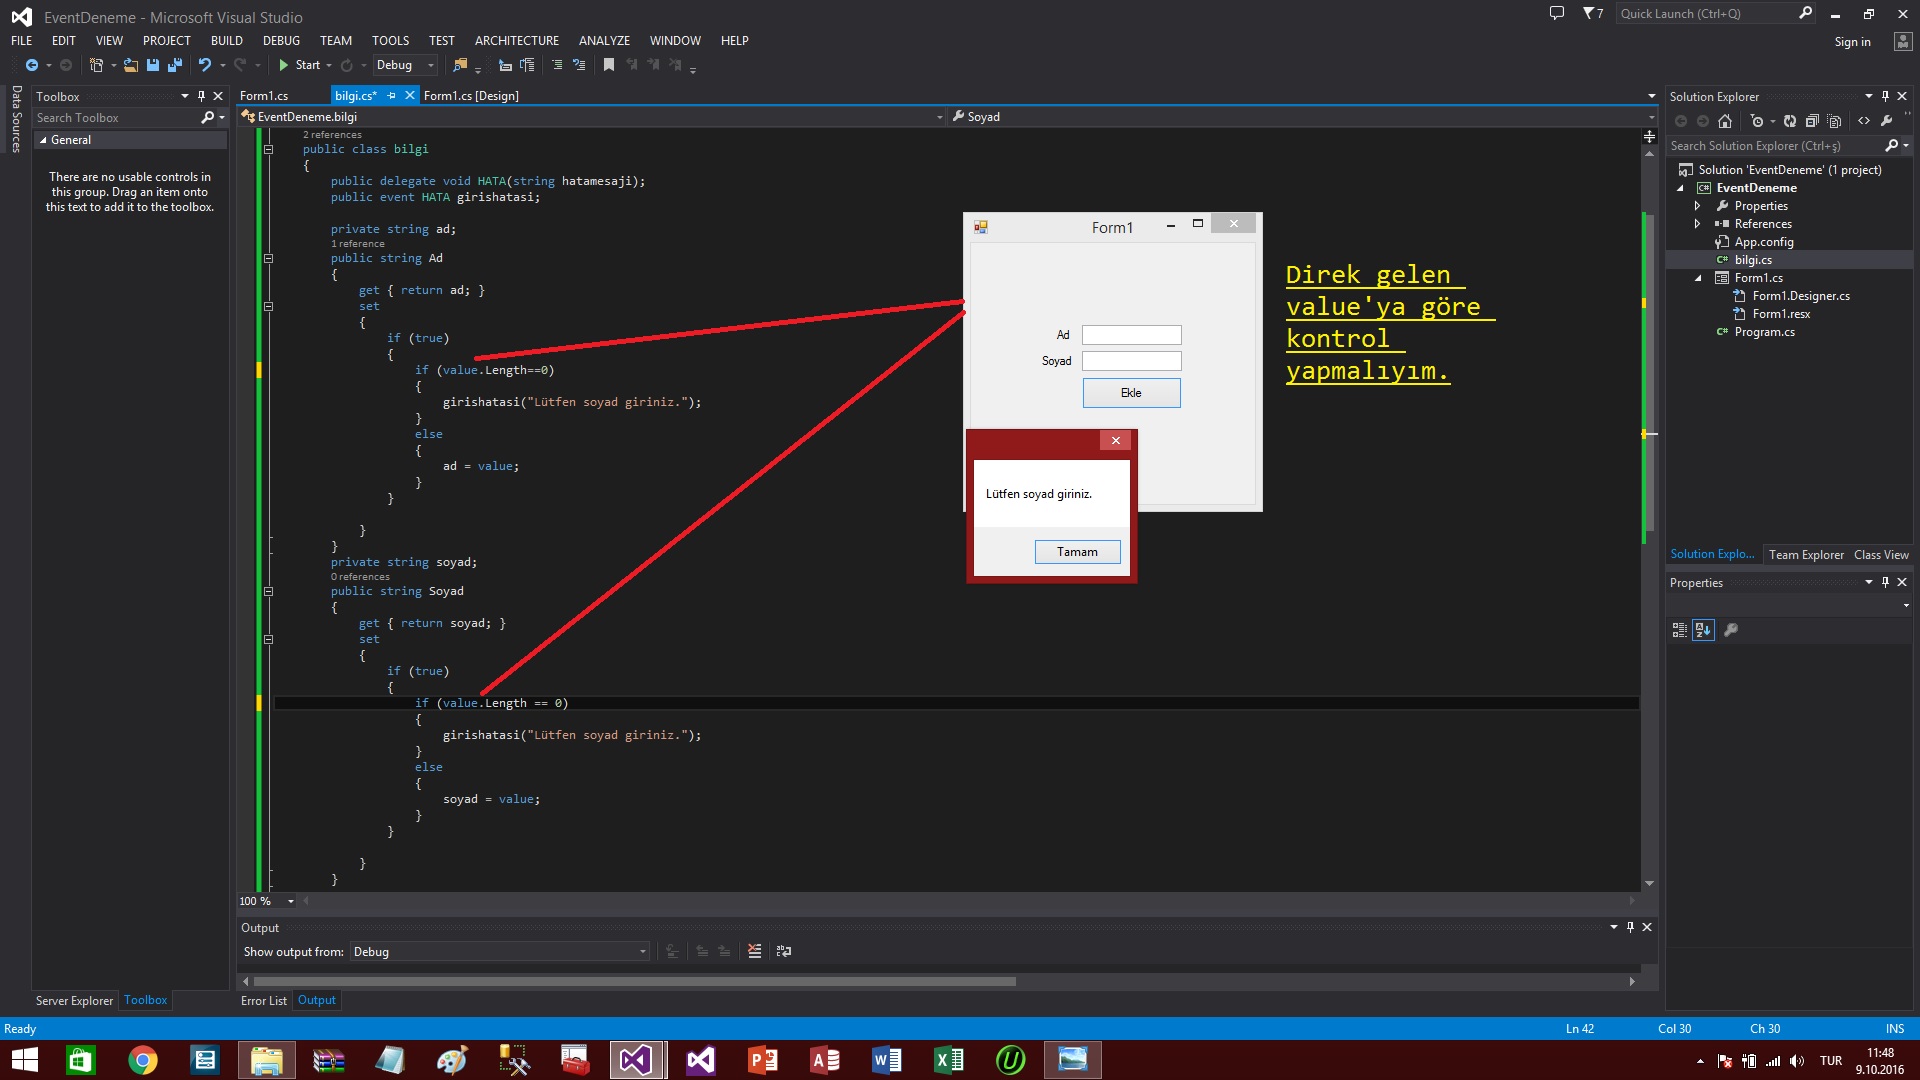 EventDeneme - Microsoft Visual Studio
7
Quick Launch (Ctrl+Q)
FILE EDIT VIEW PROJECT BUILD DEBUG TEAM TOOLS TEST ARCHITECTURE ANALYZE WINDOW HELP
Sign in
Start
Debug
Data Sources
Toolbox
Search Toolbox
General
There are no usable controls in
this group. Drag an item onto
this text to add it to the toolbox.
Server Explorer Toolbox
Form1.cs bilgi.cs* Form1.cs [Design]
EventDeneme.bilgi
Soyad
2 references
public class bilgi
{
public delegate void HATA(string hatamesaji);
public event HATA girishatasi;
private string ad;
1 reference
public string Ad
{
get { return ad; }
set
{
if (true)
{
if (value.Length==0)
{
girishatasi("Lütfen soyad giriniz.");
}
else
{
ad = value;
}
}
}
}
private string soyad;
0 references
public string Soyad
{
get { return soyad; }
set
{
if (true)
{
if (value.Length == 0)
{
girishatasi("Lütfen soyad giriniz.");
}
else
{
soyad = value;
}
}
}
}
Form1
Ad
Soyad
Ekle
Lütfen soyad giriniz.
Tamam
Direk gelen
value'ya göre
kontrol
yapmalıyım.
100 %
Output
Show output from: Debug
Error List Output
Solution Explorer
Search Solution Explorer (Ctrl+ş)
Solution 'EventDeneme' (1 project)
EventDeneme
Properties
References
App.config
bilgi.cs
Form1.cs
Form1.Designer.cs
Form1.resx
Program.cs
Solution Explo... Team Explorer Class View
Properties
Ready
Ln 42 Col 30 Ch 30 INS
TUR
11:48
9.10.2016